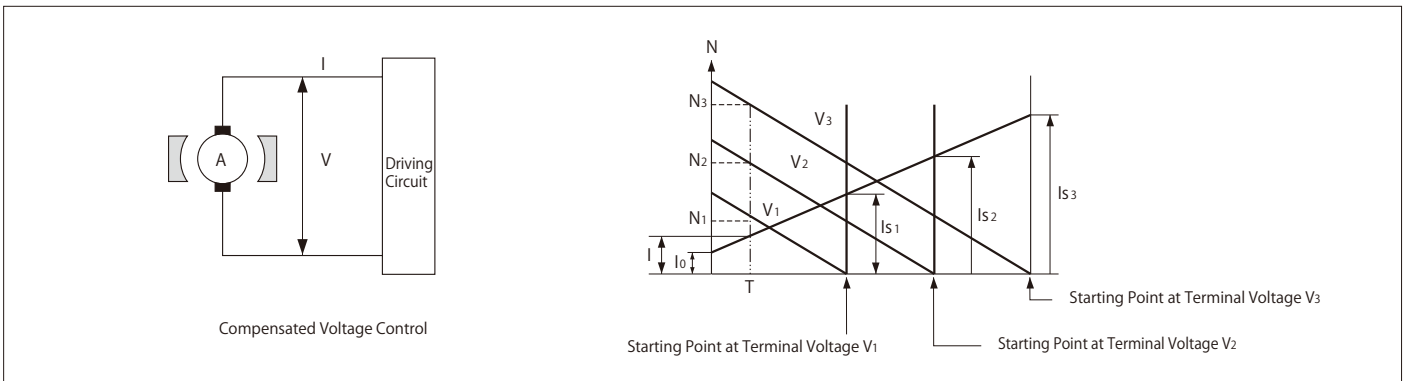 I
A
V
Driving
Circuit
Compensated Voltage Control
N
N3
N2
N1
V3
V2
V1
I
I0
T
Is1
Is2
Is3
Starting Point at Terminal Voltage V3
Starting Point at Terminal Voltage V1
Starting Point at Terminal Voltage V2